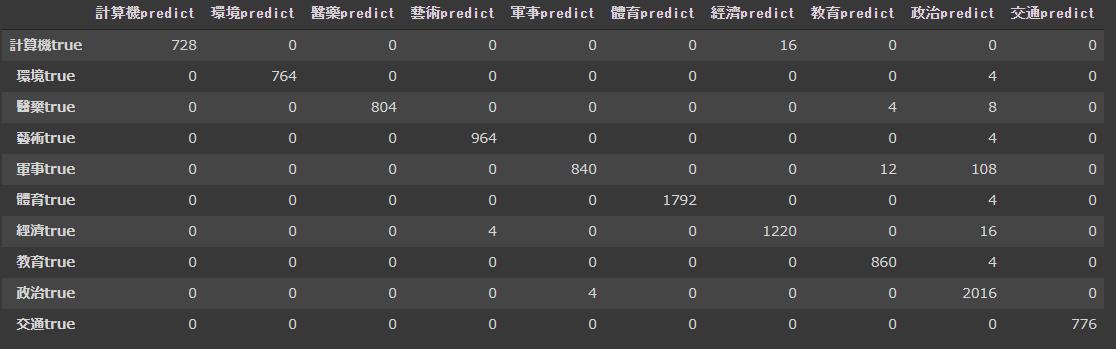 計算機predict 環境predict 醫藥predict 藝術predict 軍事predict 體育predict 經濟predict 教育predict 政治predict 交通predict
計算機true 728 0 0 0 0 0 16 0 0 0
環境true 0 764 0 0 0 0 0 0 4 0
醫藥true 0 0 804 0 0 0 0 4 8 0
藝術true 0 0 0 964 0 0 0 0 4 0
軍事true 0 0 0 0 840 0 0 12 108 0
體育true 0 0 0 0 0 1792 0 0 4 0
經濟true 0 0 0 4 0 0 1220 0 16 0
教育true 0 0 0 0 0 0 0 860 4 0
政治true 0 0 0 0 4 0 0 0 2016 0
交通true 0 0 0 0 0 0 0 0 0 776